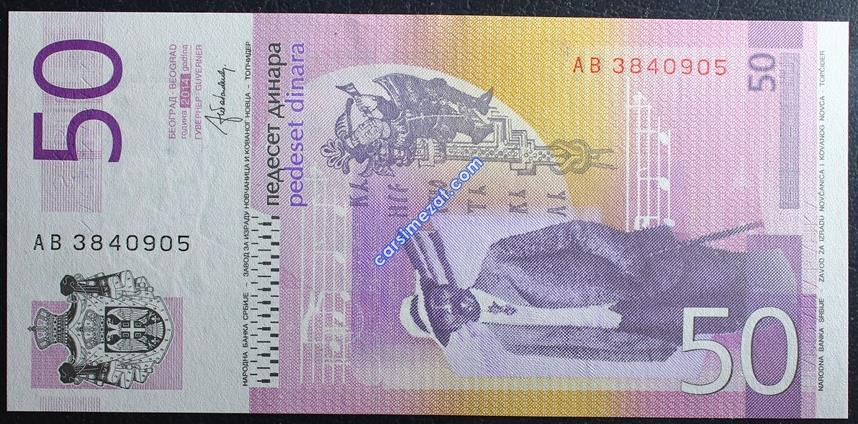 50
БЕОГРАД · BEOGRAD
година 2014 godina
ГУВЕРНЕР · GUVERNER
АВ 3840905
НАРОДНА БАНКА СРБИЈЕ – ЗАВОД ЗА ИЗРАДУ НОВЧАНИЦА И КОВАНОГ НОВЦА – ТОПЧИДЕР
педесет динара
pedeset dinara
AB 3840905
50
50
NARODNA BANKA SRBIJE – ZAVOD ZA IZRADU NOVČANICA I KOVANOG NOVCA – TOPČIDER
carsimezat.com